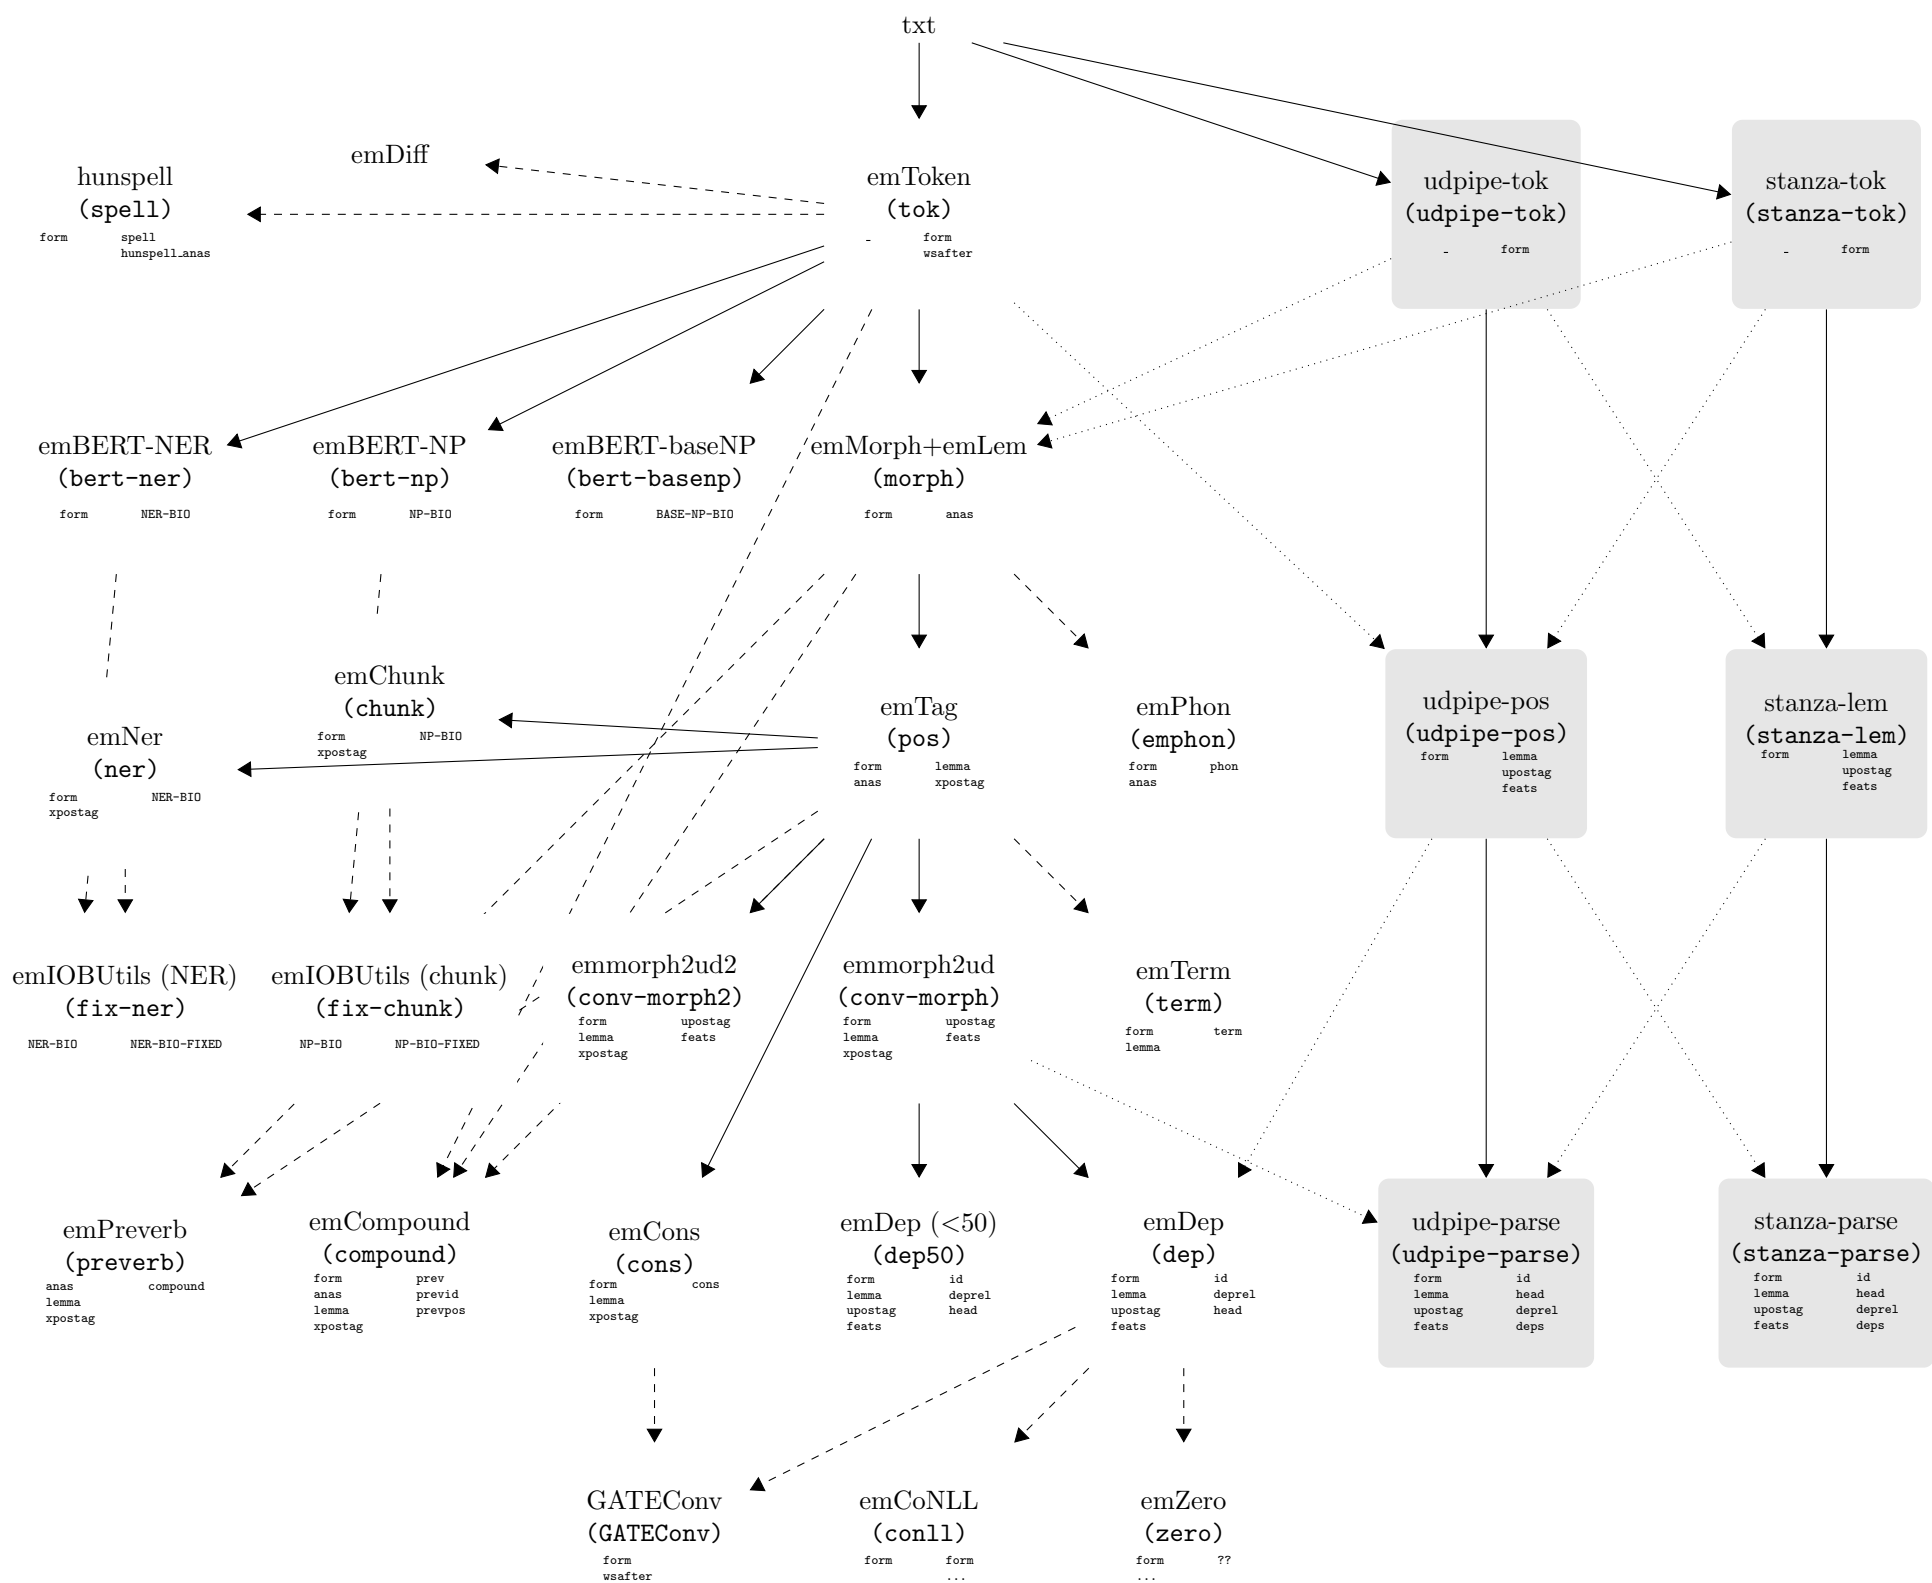 txt
hunspell
(spell)
form spell
hunspell_anas
emDiff
emToken
(tok)
- form
wsafter
udpipe-tok
(udpipe-tok)
- form
stanza-tok
(stanza-tok)
- form
emBERT-NER
(bert-ner)
form NER-BIO
emBERT-NP
(bert-np)
form NP-BIO
emBERT-baseNP
(bert-basenp)
form BASE-NP-BIO
emMorph+emLem
(morph)
form anas
emNer
(ner)
form NER-BIO
xpostag
emChunk
(chunk)
form NP-BIO
xpostag
emTag
(pos)
form lemma
anas xpostag
emPhon
(emphon)
form phon
anas
udpipe-pos
(udpipe-pos)
form lemma
upostag
feats
stanza-lem
(stanza-lem)
form lemma
upostag
feats
emIOBUtils (NER)
(fix-ner)
NER-BIO NER-BIO-FIXED
emIOBUtils (chunk)
(fix-chunk)
NP-BIO NP-BIO-FIXED
emmorph2ud2
(conv-morph2)
form upostag
lemma feats
xpostag
emmorph2ud
(conv-morph)
form upostag
lemma feats
xpostag
emTerm
(term)
form term
lemma
emPreverb
(preverb)
anas compound
lemma
xpostag
emCompound
(compound)
form prev
anas previd
lemma prevpos
xpostag
emCons
(cons)
form cons
lemma
xpostag
emDep (<50)
(dep50)
form id
lemma deprel
upostag head
feats
emDep
(dep)
form id
lemma deprel
upostag head
feats
udpipe-parse
(udpipe-parse)
form id
lemma head
upostag deprel
feats deps
stanza-parse
(stanza-parse)
form id
lemma head
upostag deprel
feats deps
GATEConv
(GATEConv)
form
wsafter
emCoNLL
(conll)
form form
...
emZero
(zero)
form ??
...